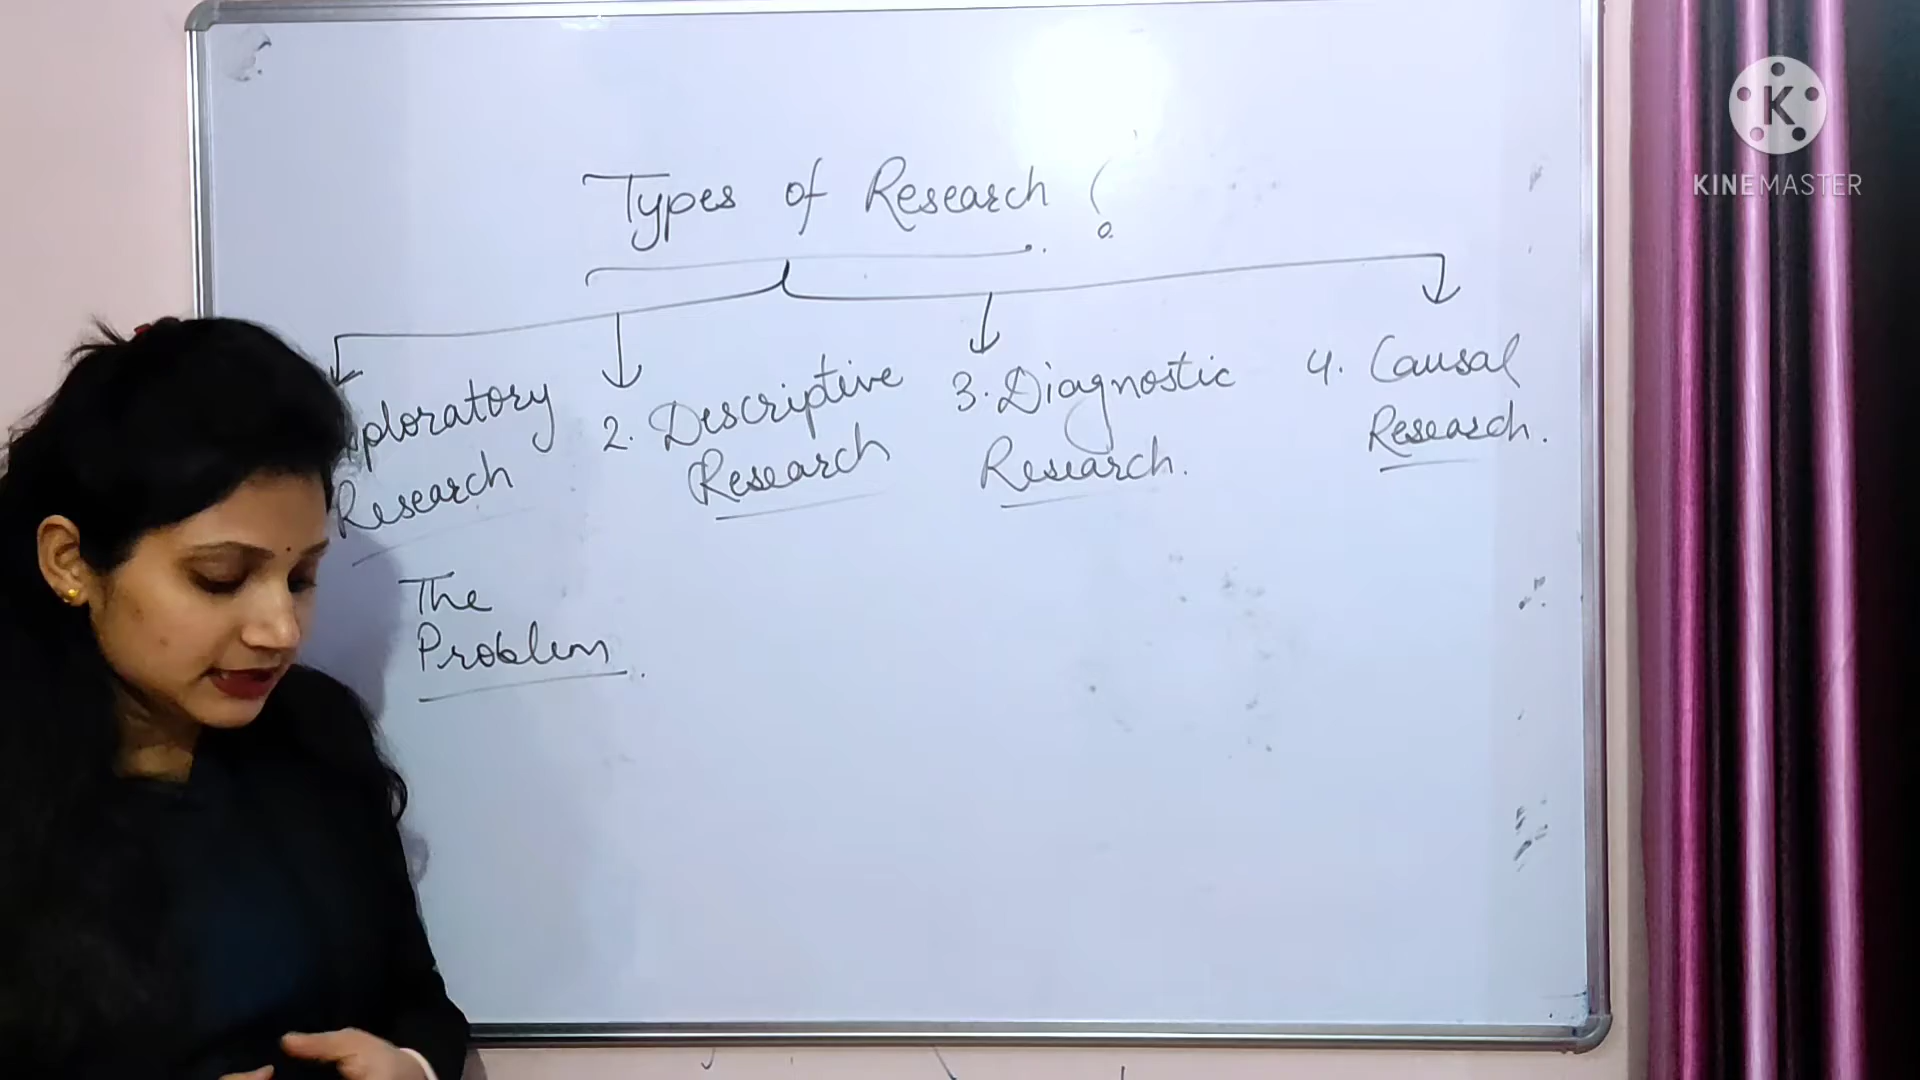 Types of Research
ploratory
Research
2. Descriptive
Research
3. Diagnostic
Research.
4. Causal
Research.
The
Problem.
K
KINEMASTER